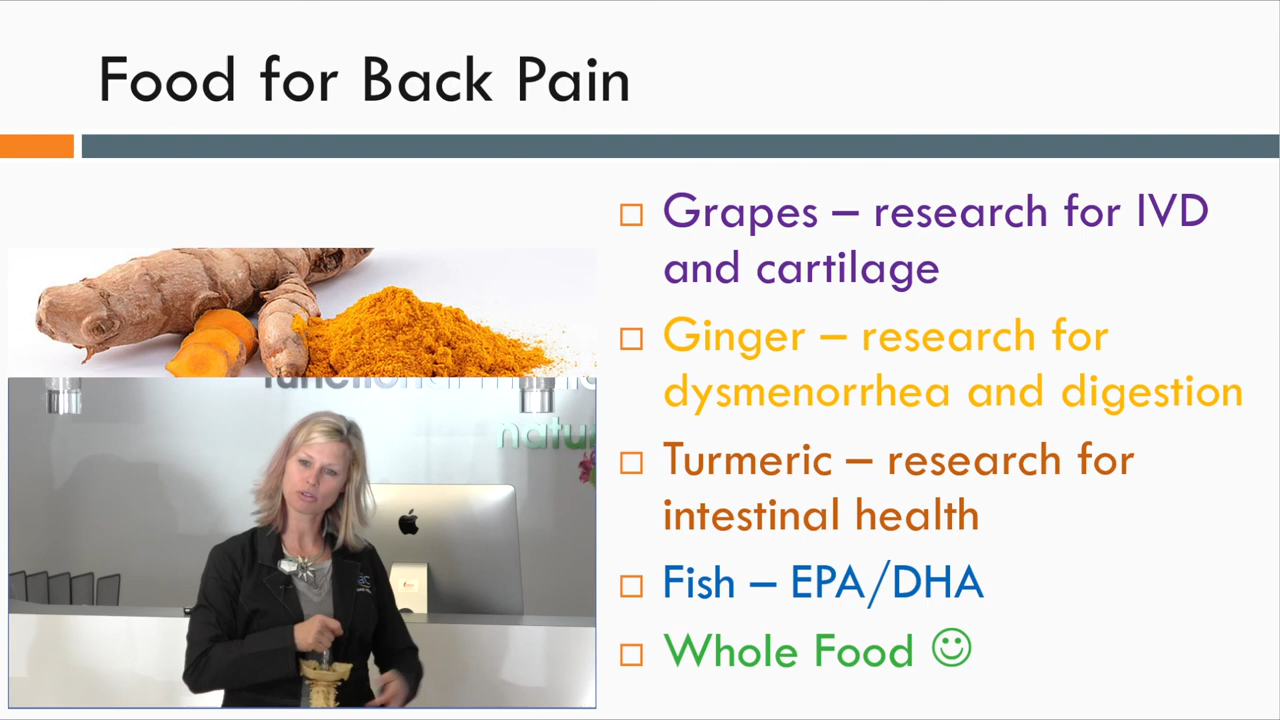 Food for Back Pain
Grapes – research for IVD
and cartilage
Ginger – research for
dysmenorrhea and digestion
Turmeric – research for
intestinal health
Fish – EPA/DHA
Whole Food ☺